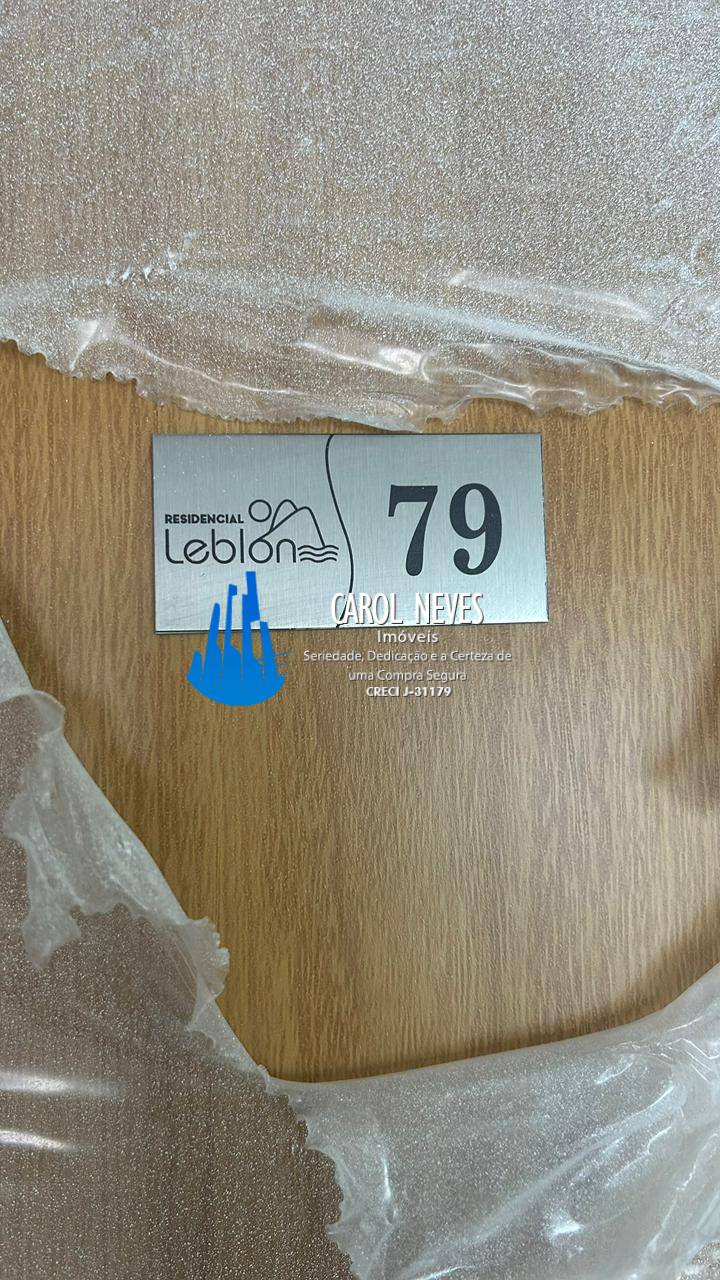 RESIDENCIAL
Leblon
79
CAROL NEVES
Imóveis
Seriedade, Dedicação e a Certeza de
uma Compra Segura
CRECI J-31179